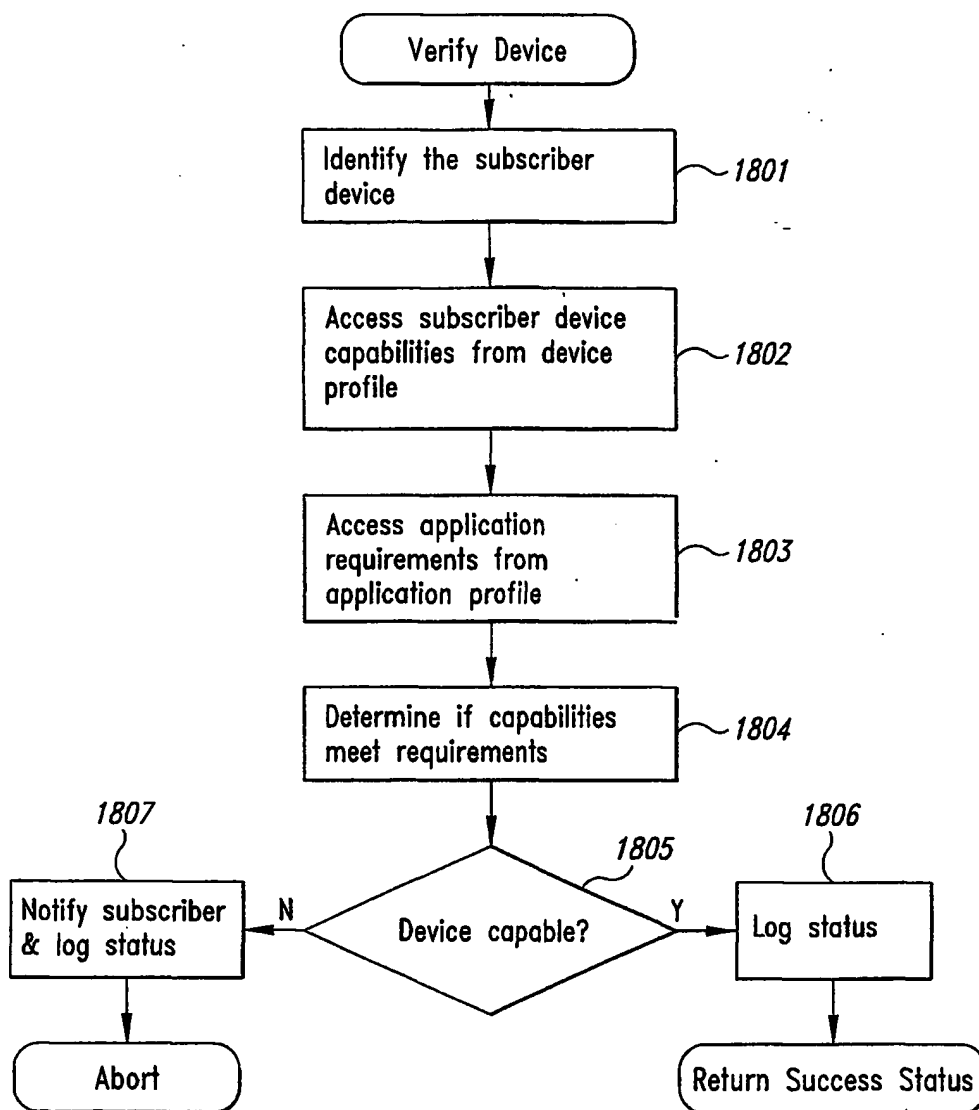 Verify Device
Identify the subscriber
device
1801
Access subscriber device
capabilities from device
profile
1802
Access application
requirements from
application profile
1803
Determine if capabilities
meet requirements
1804
1807
1805
1806
Notify subscriber
& log status
N
Device capable?
Y
Log status
Abort
Return Success Status